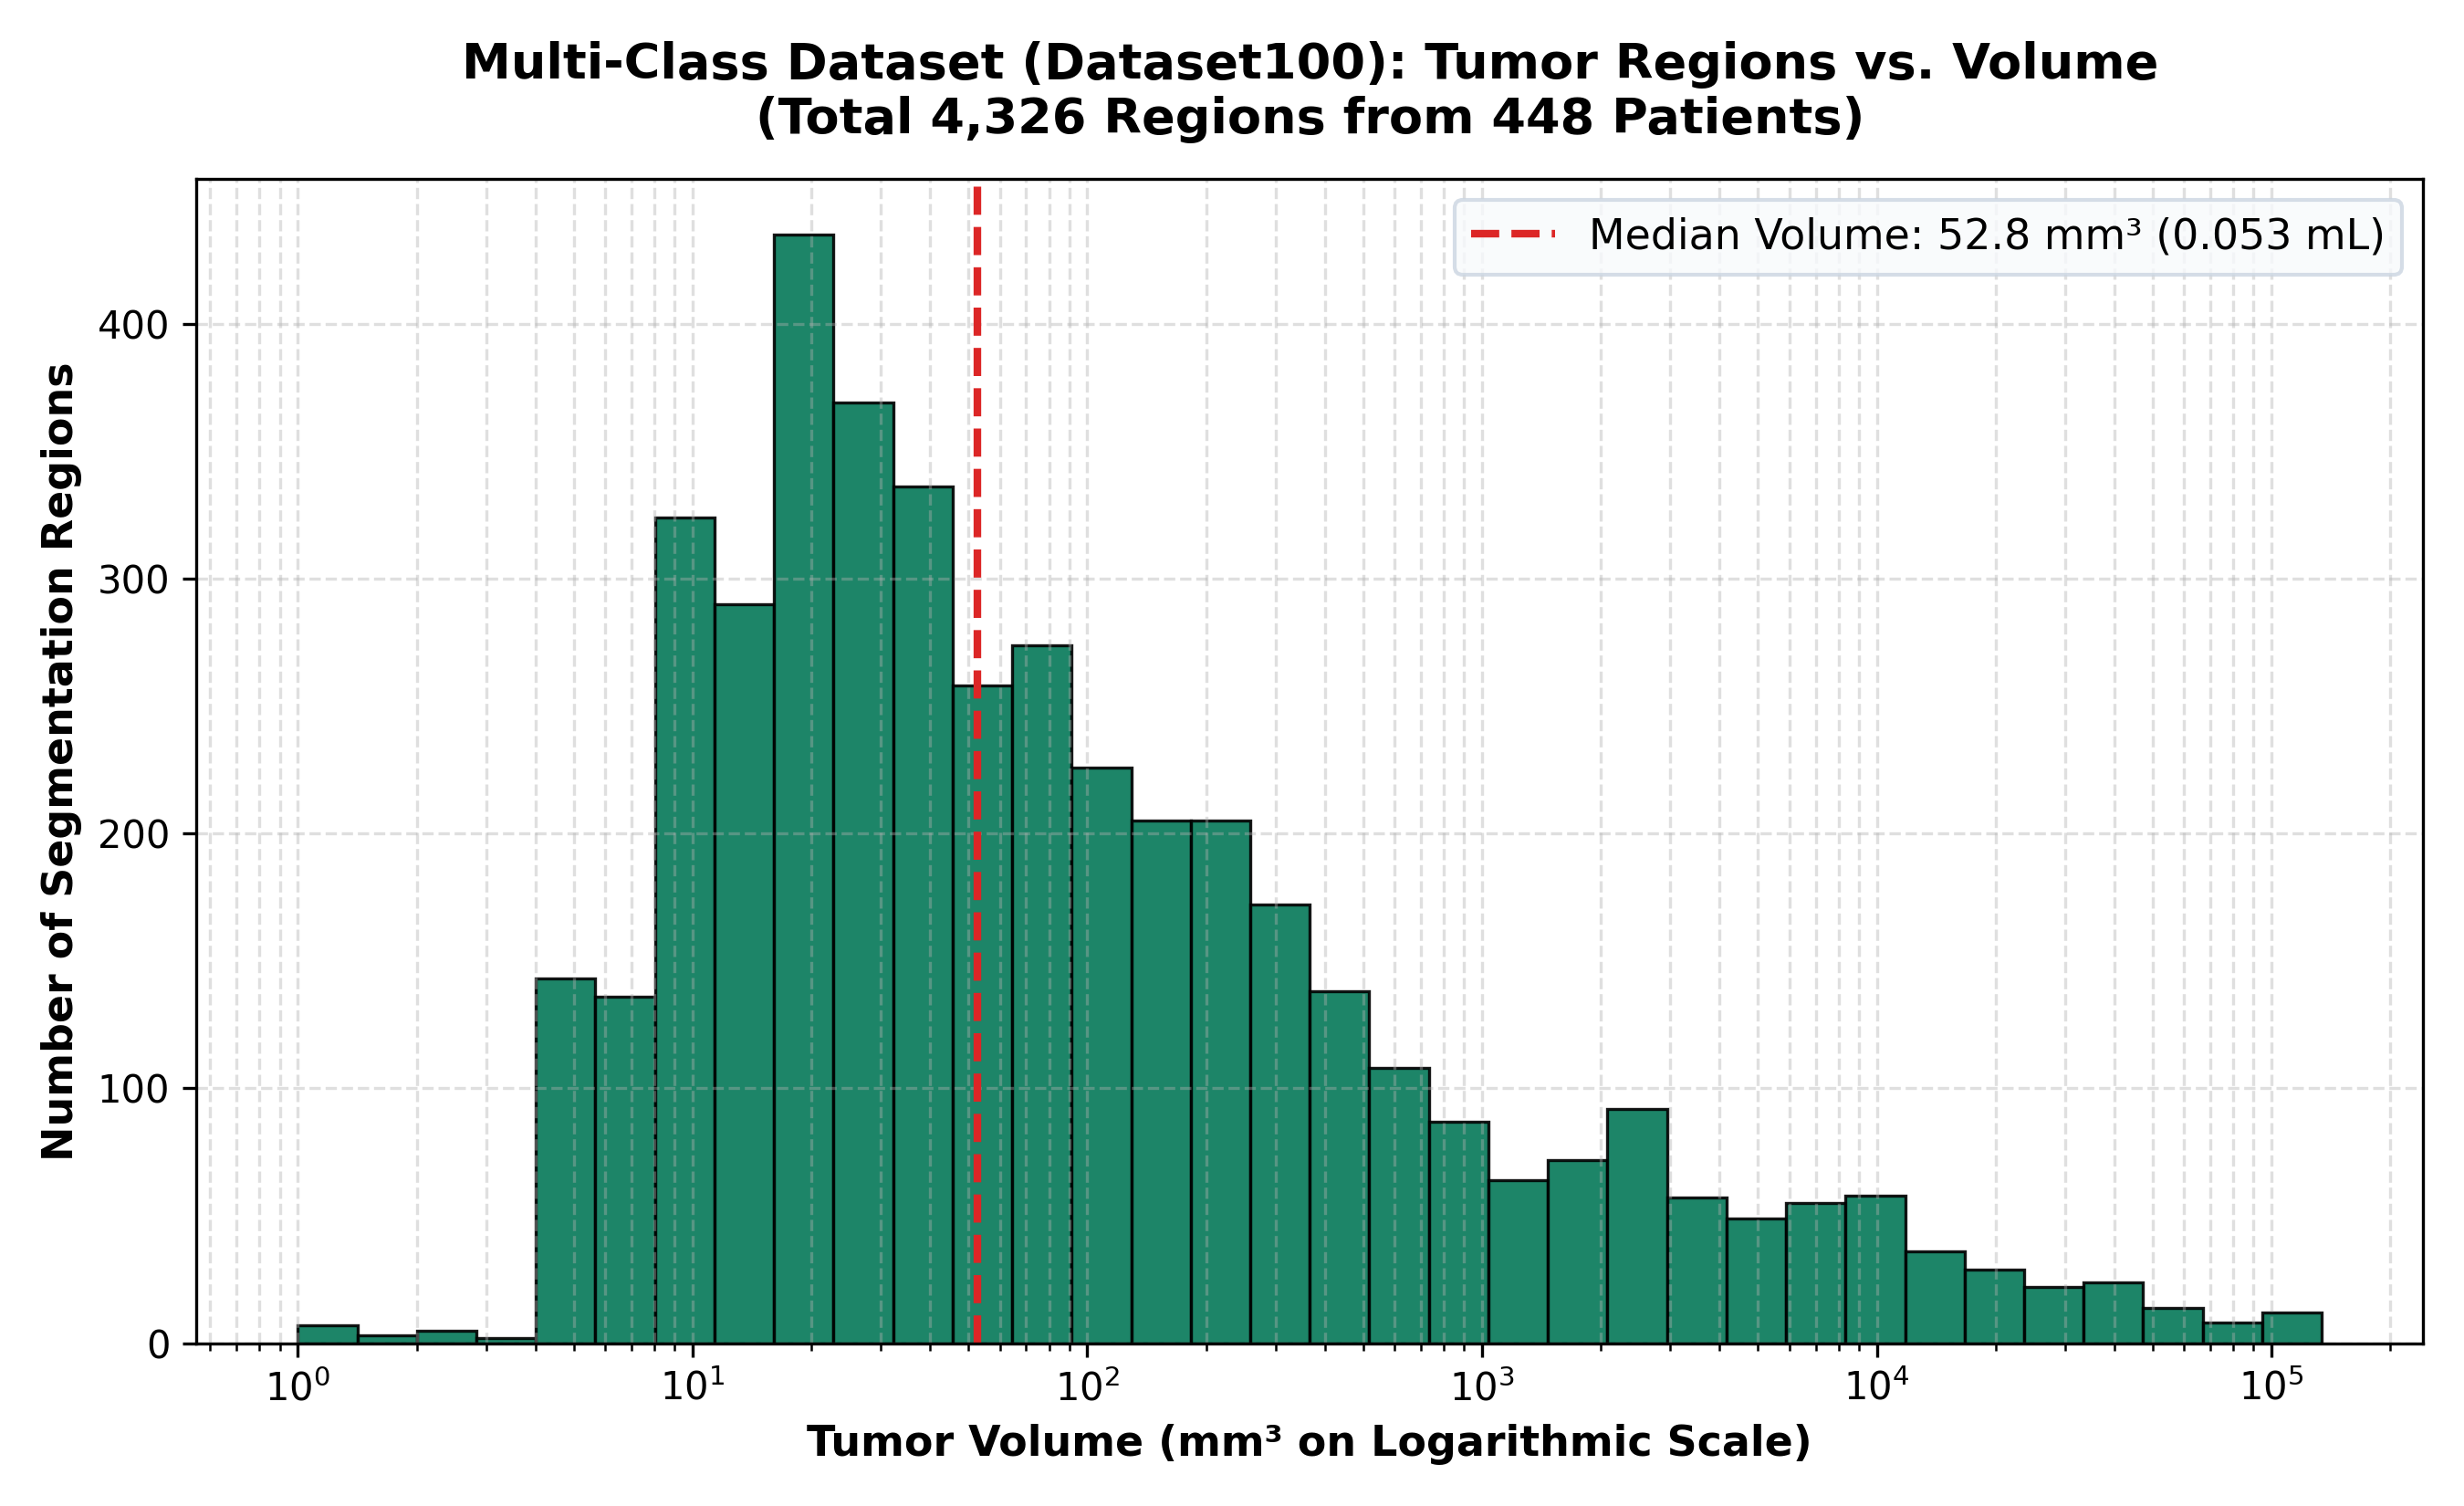 Multi-Class Dataset (Dataset100): Tumor Regions vs. Volume
(Total 4,326 Regions from 448 Patients)
Median Volume: 52.8 mm³ (0.053 mL)
Number of Segmentation Regions
400
300
200
100
0
10⁰ 10¹ 10² 10³ 10⁴ 10⁵
Tumor Volume (mm³ on Logarithmic Scale)